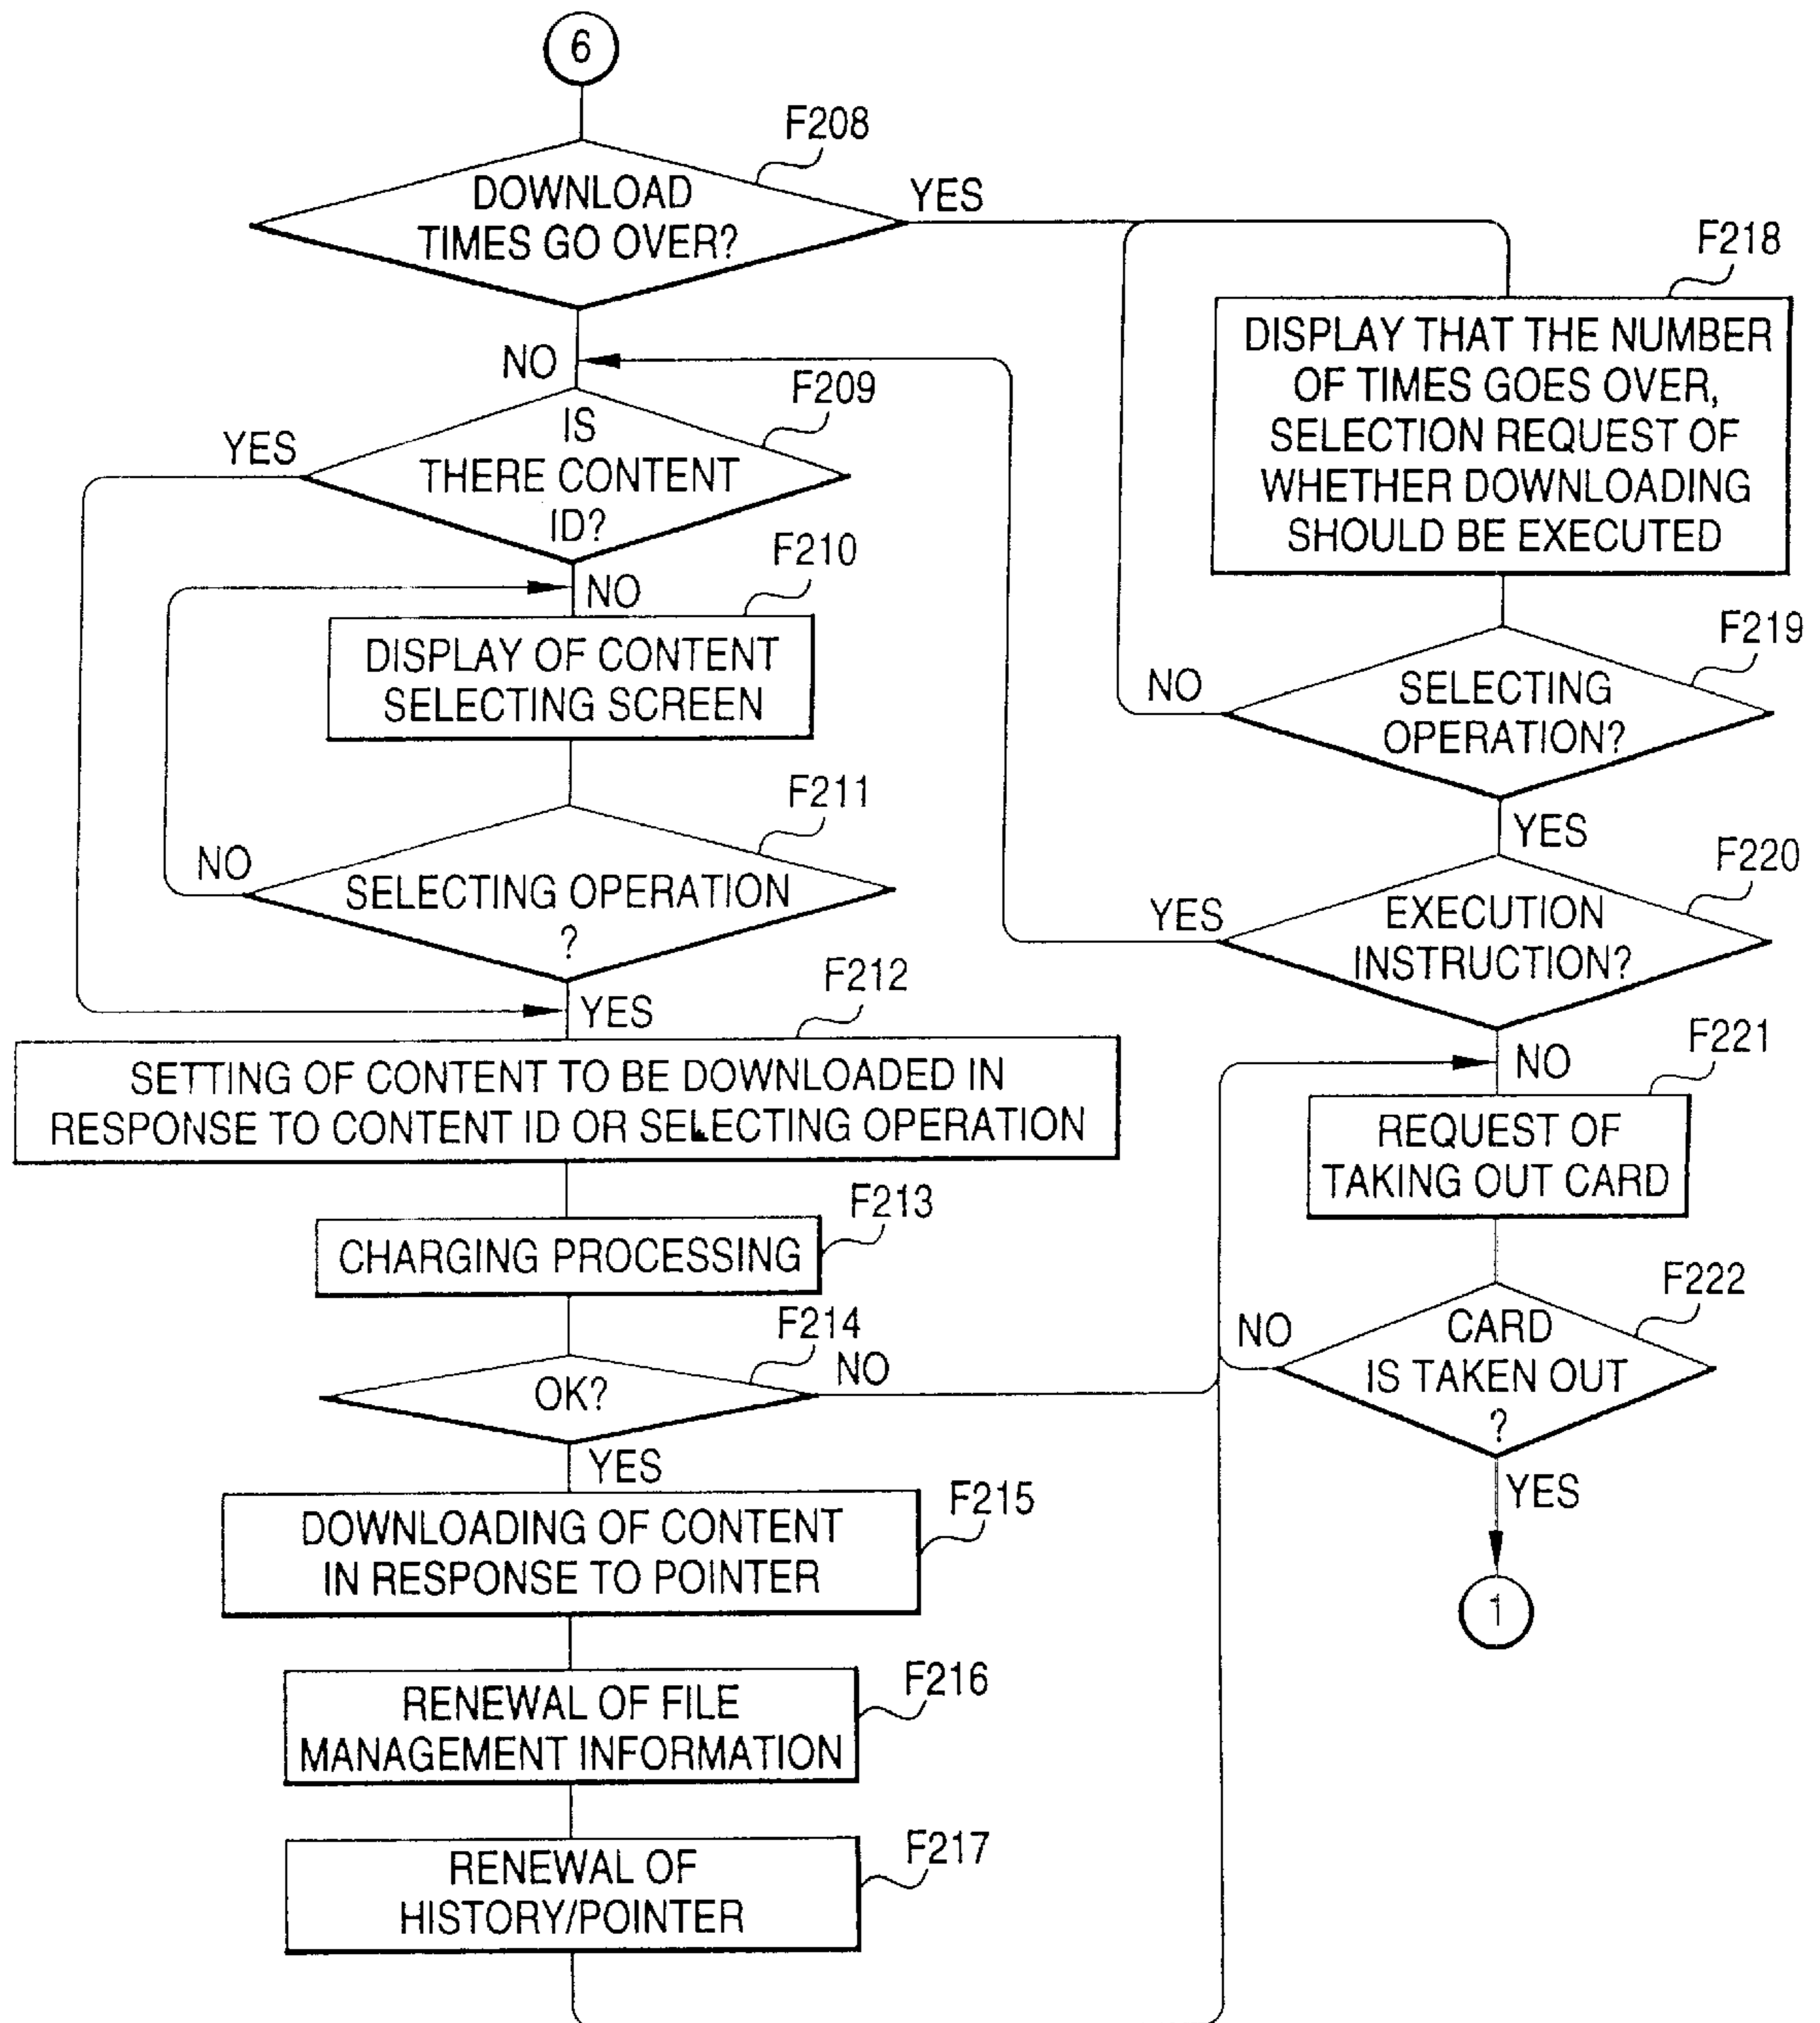 6
F208
DOWNLOAD
TIMES GO OVER?
YES
NO
F209
IS
THERE CONTENT
ID?
YES
NO
F210
DISPLAY OF CONTENT
SELECTING SCREEN
F211
SELECTING OPERATION
?
NO
YES
F212
SETTING OF CONTENT TO BE DOWNLOADED IN
RESPONSE TO CONTENT ID OR SELECTING OPERATION
F213
CHARGING PROCESSING
F214
OK?
NO
YES
F215
DOWNLOADING OF CONTENT
IN RESPONSE TO POINTER
F216
RENEWAL OF FILE
MANAGEMENT INFORMATION
F217
RENEWAL OF
HISTORY/POINTER
F218
DISPLAY THAT THE NUMBER
OF TIMES GOES OVER,
SELECTION REQUEST OF
WHETHER DOWNLOADING
SHOULD BE EXECUTED
F219
SELECTING
OPERATION?
NO
YES
F220
EXECUTION
INSTRUCTION?
YES
NO
F221
REQUEST OF
TAKING OUT CARD
F222
CARD
IS TAKEN OUT
?
NO
YES
1